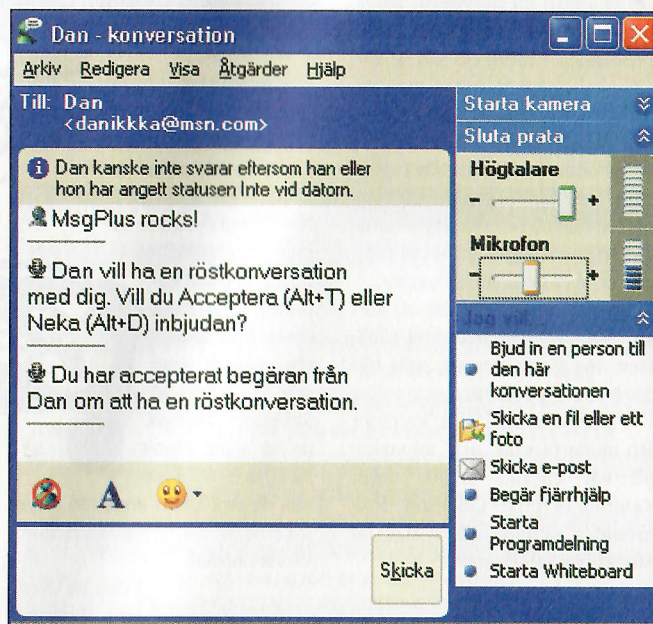 Dan - konversation
Arkiv Redigera Visa Åtgärder Hjälp
Till: Dan
<danikkka@msn.com>
Dan kanske inte svarar eftersom han eller
hon har angett statusen Inte vid datorn.
MsgPlus rocks!
Dan vill ha en röstkonversation
med dig. Vill du Acceptera (Alt+T) eller
Neka (Alt+D) inbjudan?
Du har accepterat begäran från
Dan om att ha en röstkonversation.
A
Skicka
Starta kamera
Sluta prata
Högtalare
- +
Mikrofon
- +
Jag vill...
Bjud in en person till
den här
konversationen
Skicka en fil eller ett
foto
Skicka e-post
Begär fjärrhjälp
Starta
Programdelning
Starta Whiteboard